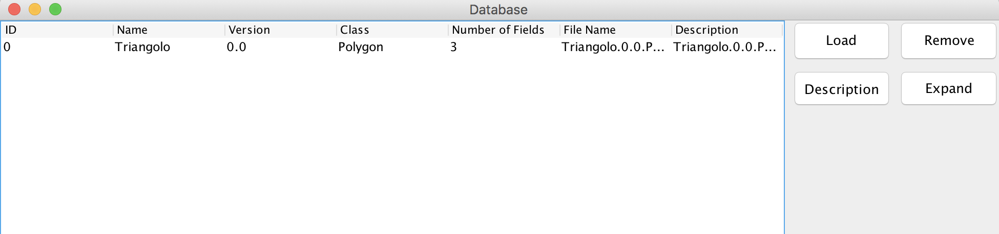 Database
ID Name Version Class Number of Fields File Name Description
0 Triangolo 0.0 Polygon 3 Triangolo.0.0.P... Triangolo.0.0.P...
Load Remove
Description Expand